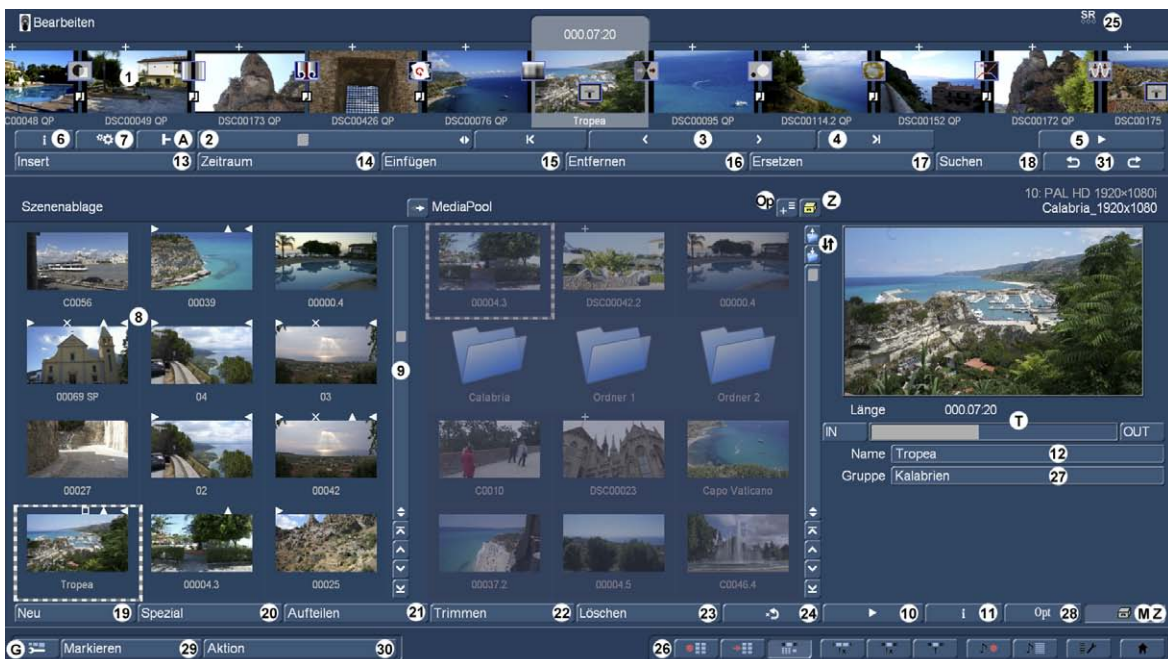 Bearbeiten
SR 25
000.07:20
1
C00048 QP DSC00049 QP DSC00173 QP DSC00426 QP DSC00076 QP Tropea DSC00095 QP DSC00114.2 QP DSC00152 QP DSC00172 QP DSC00175
i 6 7 A 2 3 4 5
Insert 13 Zeitraum 14 Einfügen 15 Entfernen 16 Ersetzen 17 Suchen 18 31
10: PAL HD 1920×1080i
Szenenablage MediaPool Op Z Calabria_1920x1080
C0056 00039 00000.4
00004.3 DSC00042.2 00000.4
8
9
00069 SP 04 03
Calabria Ordner 1 Ordner 2
Länge 000.07:20
IN T OUT
Name Tropea 12
Gruppe Kalabrien 27
00027 02 00042
C0010 DSC00023 Capo Vaticano
Tropea 00004.3 00025
00037.2 00004.5 C0046.4
Neu 19 Spezial 20 Aufteilen 21 Trimmen 22 Löschen 23 24 10 i 11 Opt 28 M Z
G Markieren 29 Aktion 30 26